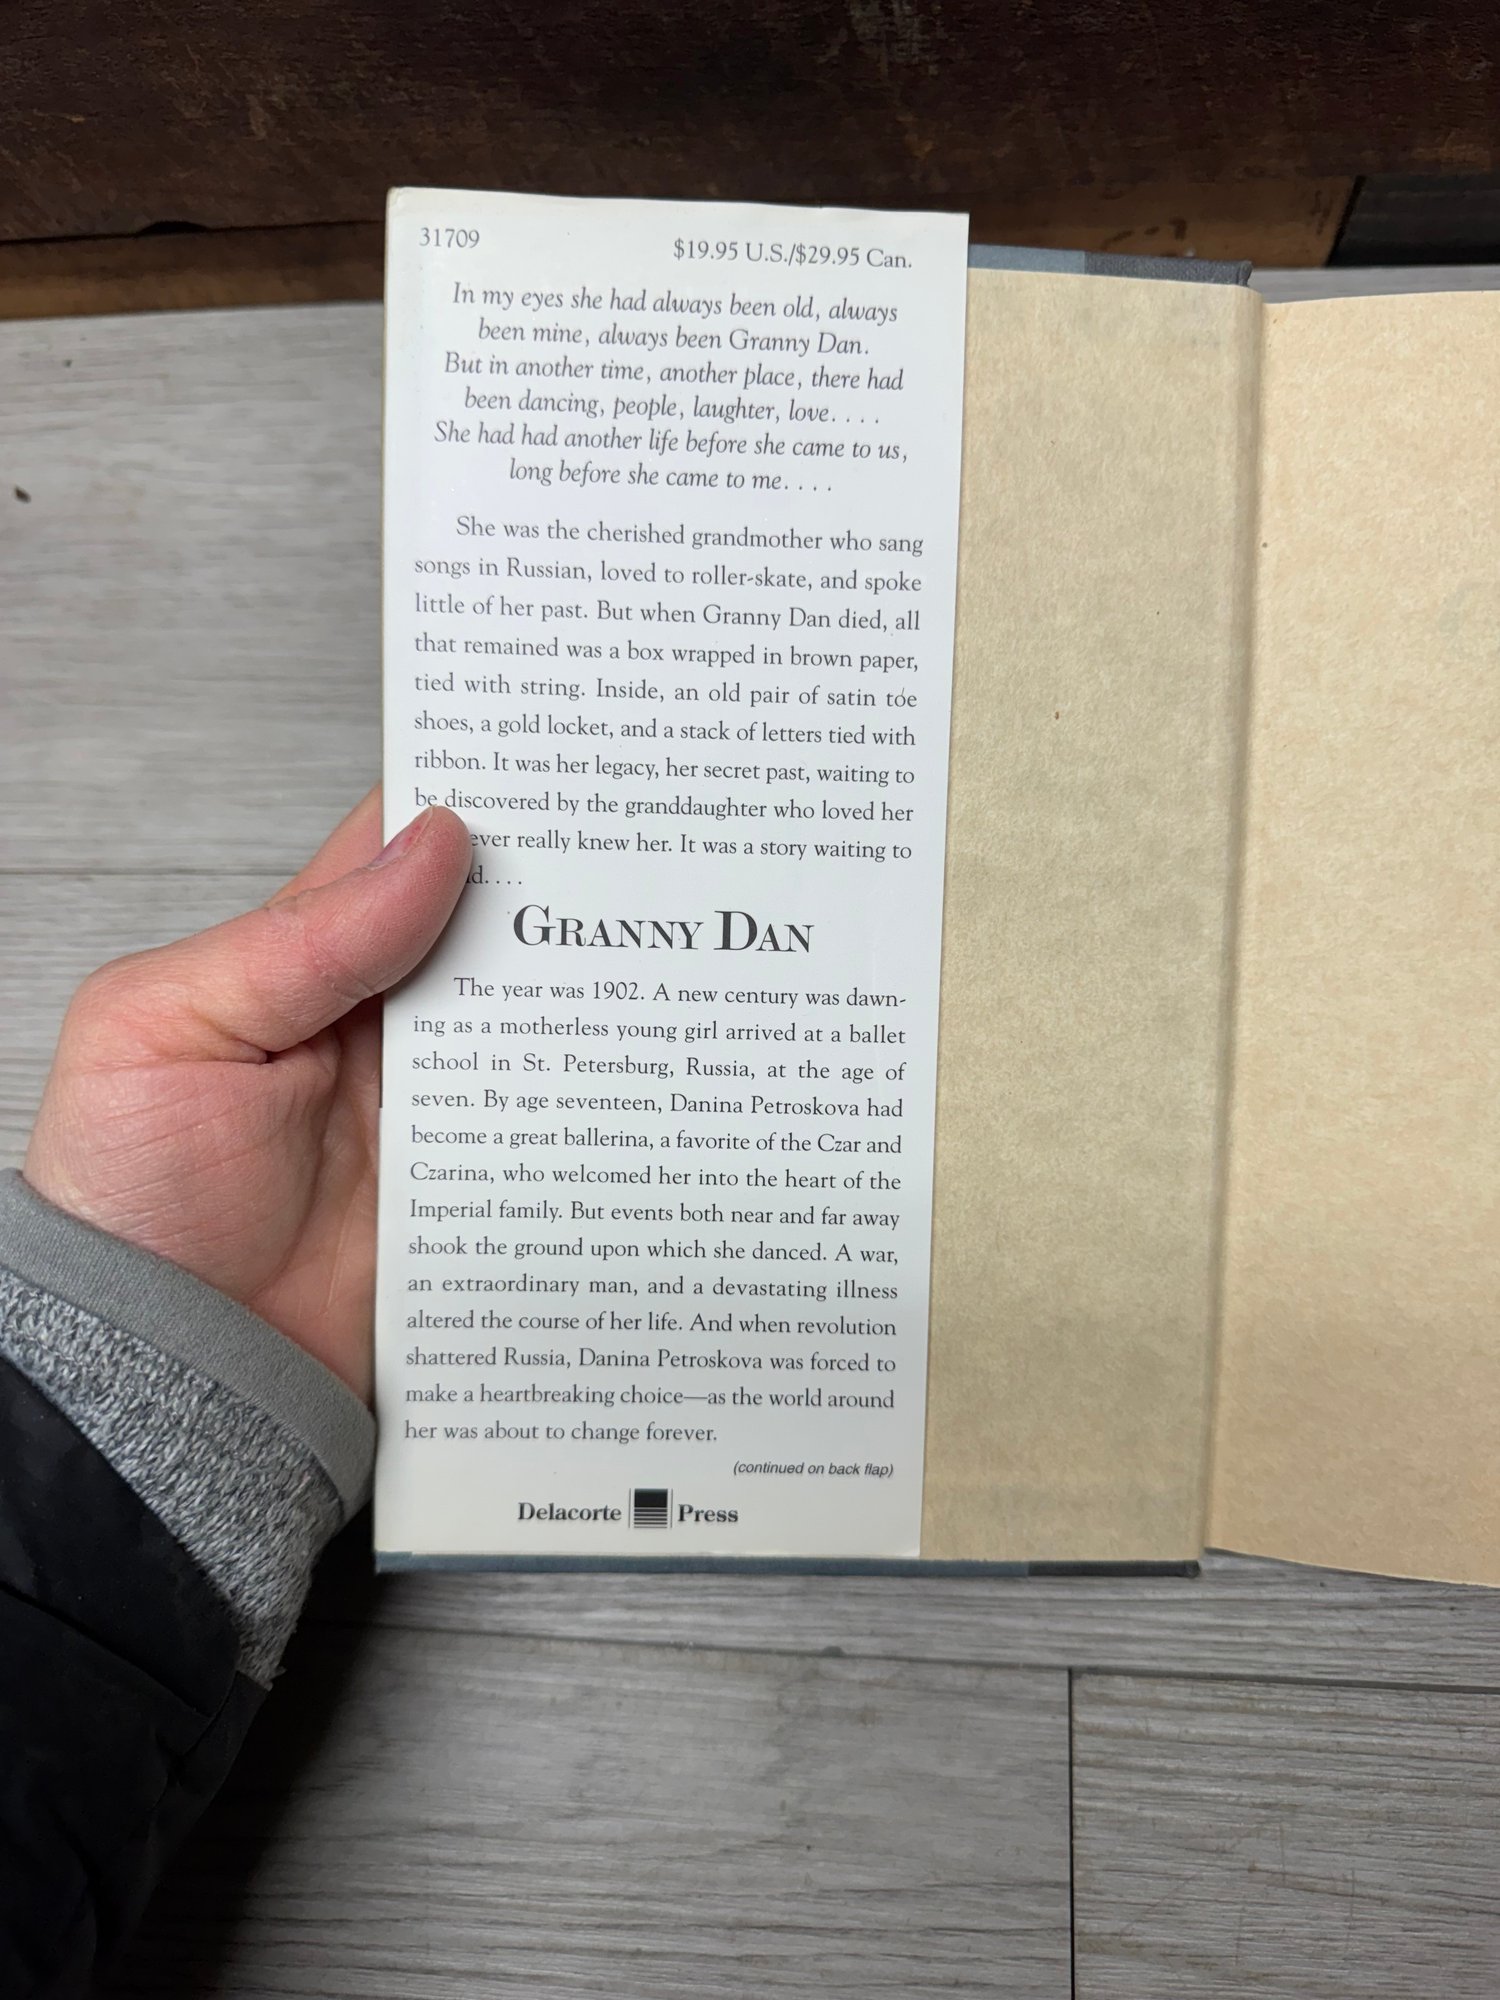 31709
$19.95 U.S./$29.95 Can.
In my eyes she had always been old, always
been mine, always been Granny Dan.
But in another time, another place, there had
been dancing, people, laughter, love. . . .
She had had another life before she came to us,
long before she came to me. . . .
She was the cherished grandmother who sang
songs in Russian, loved to roller-skate, and spoke
little of her past. But when Granny Dan died, all
that remained was a box wrapped in brown paper,
tied with string. Inside, an old pair of satin toe
shoes, a gold locket, and a stack of letters tied with
ribbon. It was her legacy, her secret past, waiting to
be discovered by the granddaughter who loved her
ever really knew her. It was a story waiting to
d. . . .
GRANNY DAN
The year was 1902. A new century was dawn-
ing as a motherless young girl arrived at a ballet
school in St. Petersburg, Russia, at the age of
seven. By age seventeen, Danina Petroskova had
become a great ballerina, a favorite of the Czar and
Czarina, who welcomed her into the heart of the
Imperial family. But events both near and far away
shook the ground upon which she danced. A war,
an extraordinary man, and a devastating illness
altered the course of her life. And when revolution
shattered Russia, Danina Petroskova was forced to
make a heartbreaking choice—as the world around
her was about to change forever.
(continued on back flap)
Delacorte Press